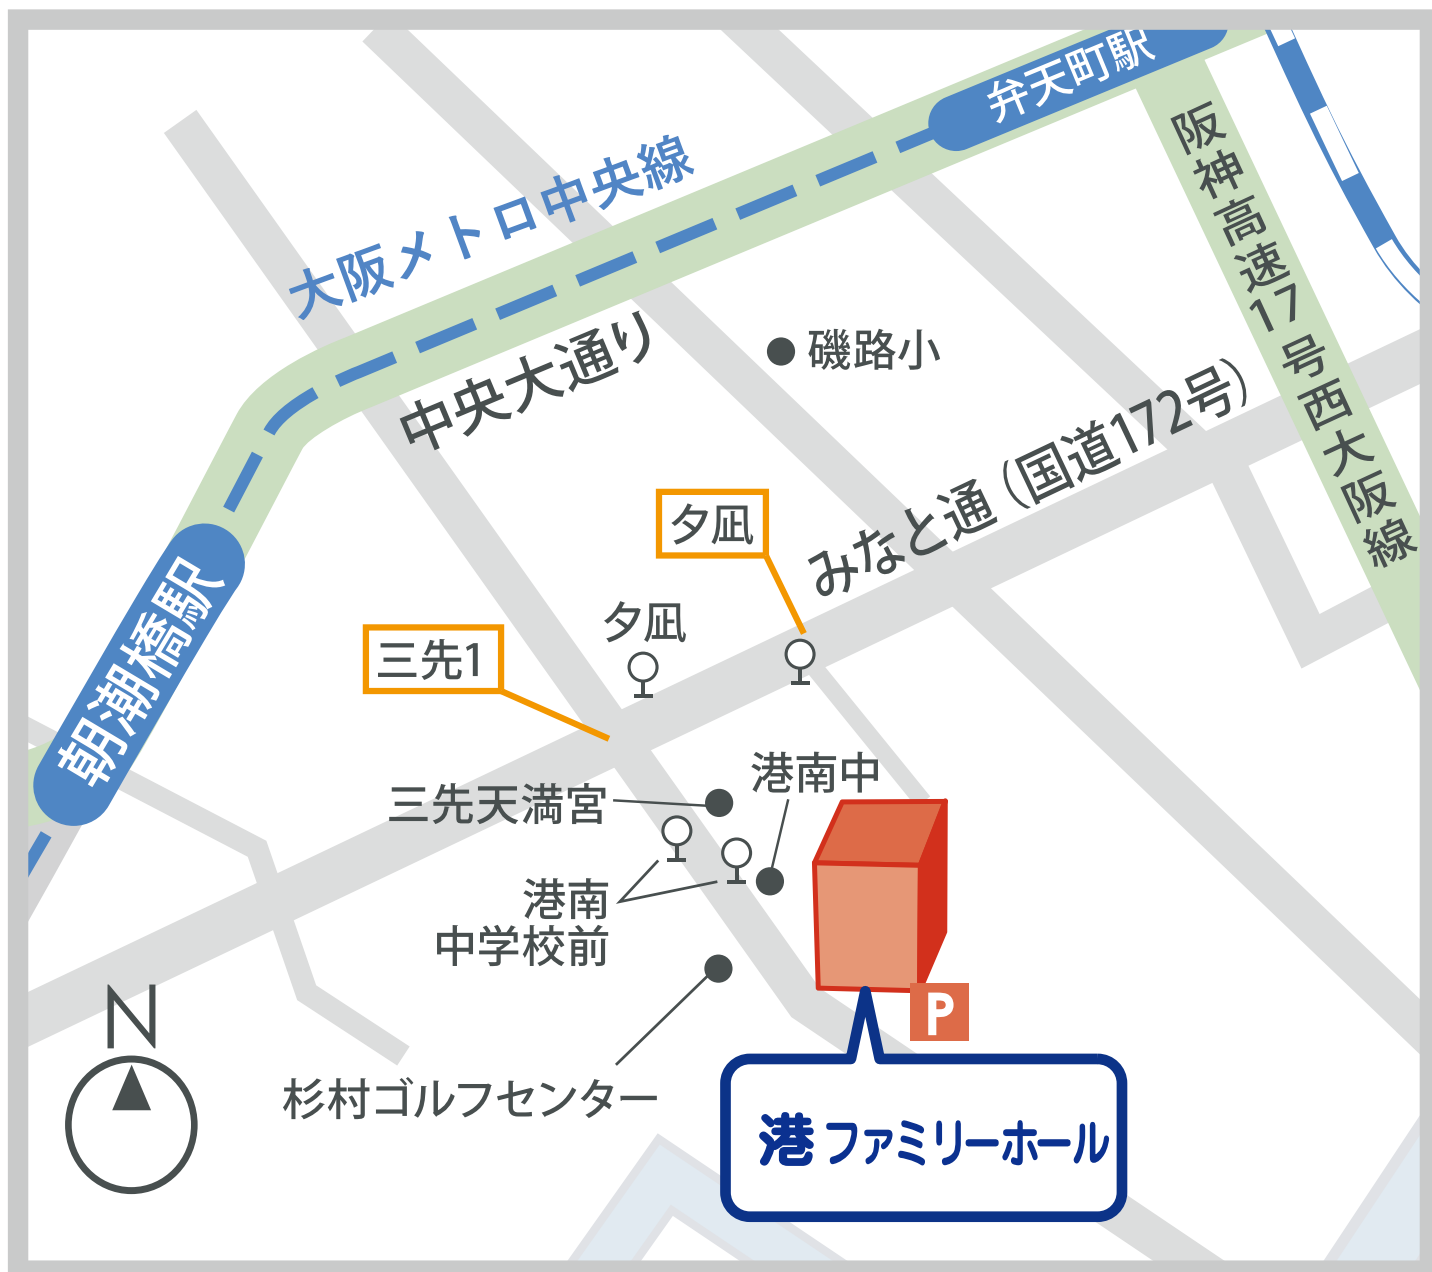 弁天町駅
阪神高速17号西大阪線
大阪メトロ中央線
中央大通り
磯路小
みなと通（国道172号）
夕凪
朝潮橋駅
夕凪
三先1
港南中
三先天満宮
港南
中学校前
N
P
杉村ゴルフセンター
港 ファミリーホール